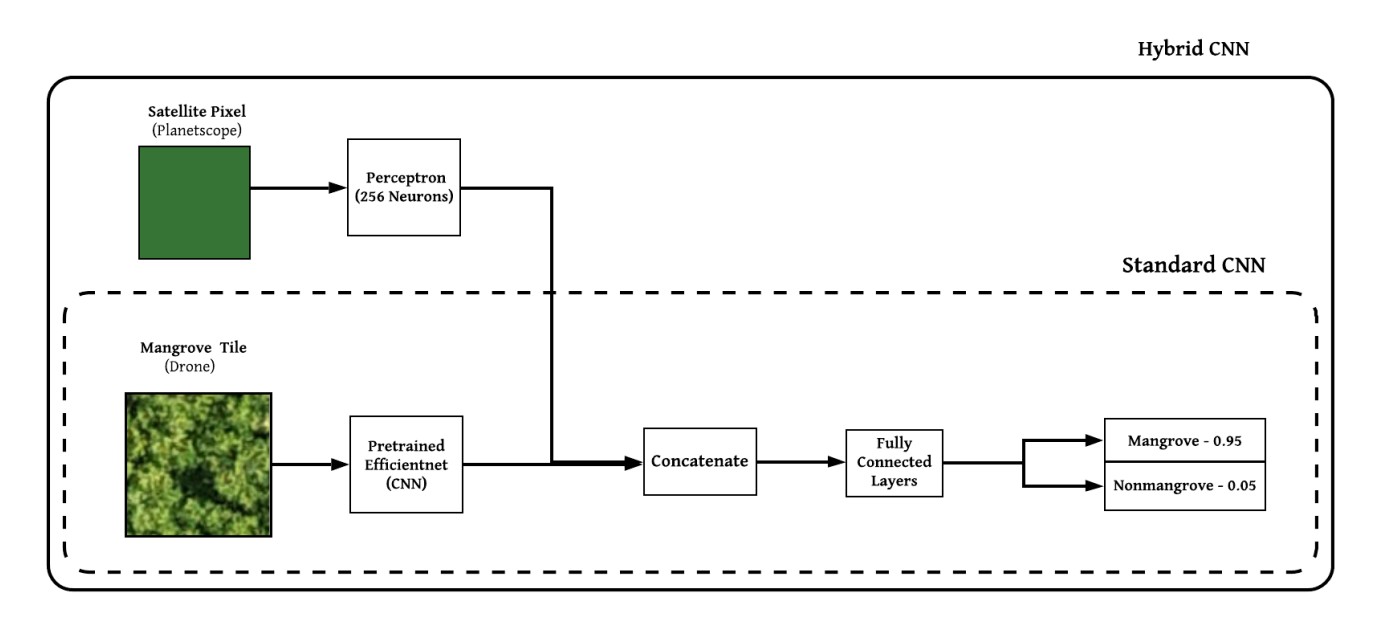 Hybrid CNN
Satellite Pixel
(Planetscope)
Perceptron
(256 Neurons)
Standard CNN
Mangrove Tile
(Drone)
Pretrained
Efficientnet
(CNN)
Concatenate
Fully
Connected
Layers
Mangrove - 0.95
Nonmangrove - 0.05